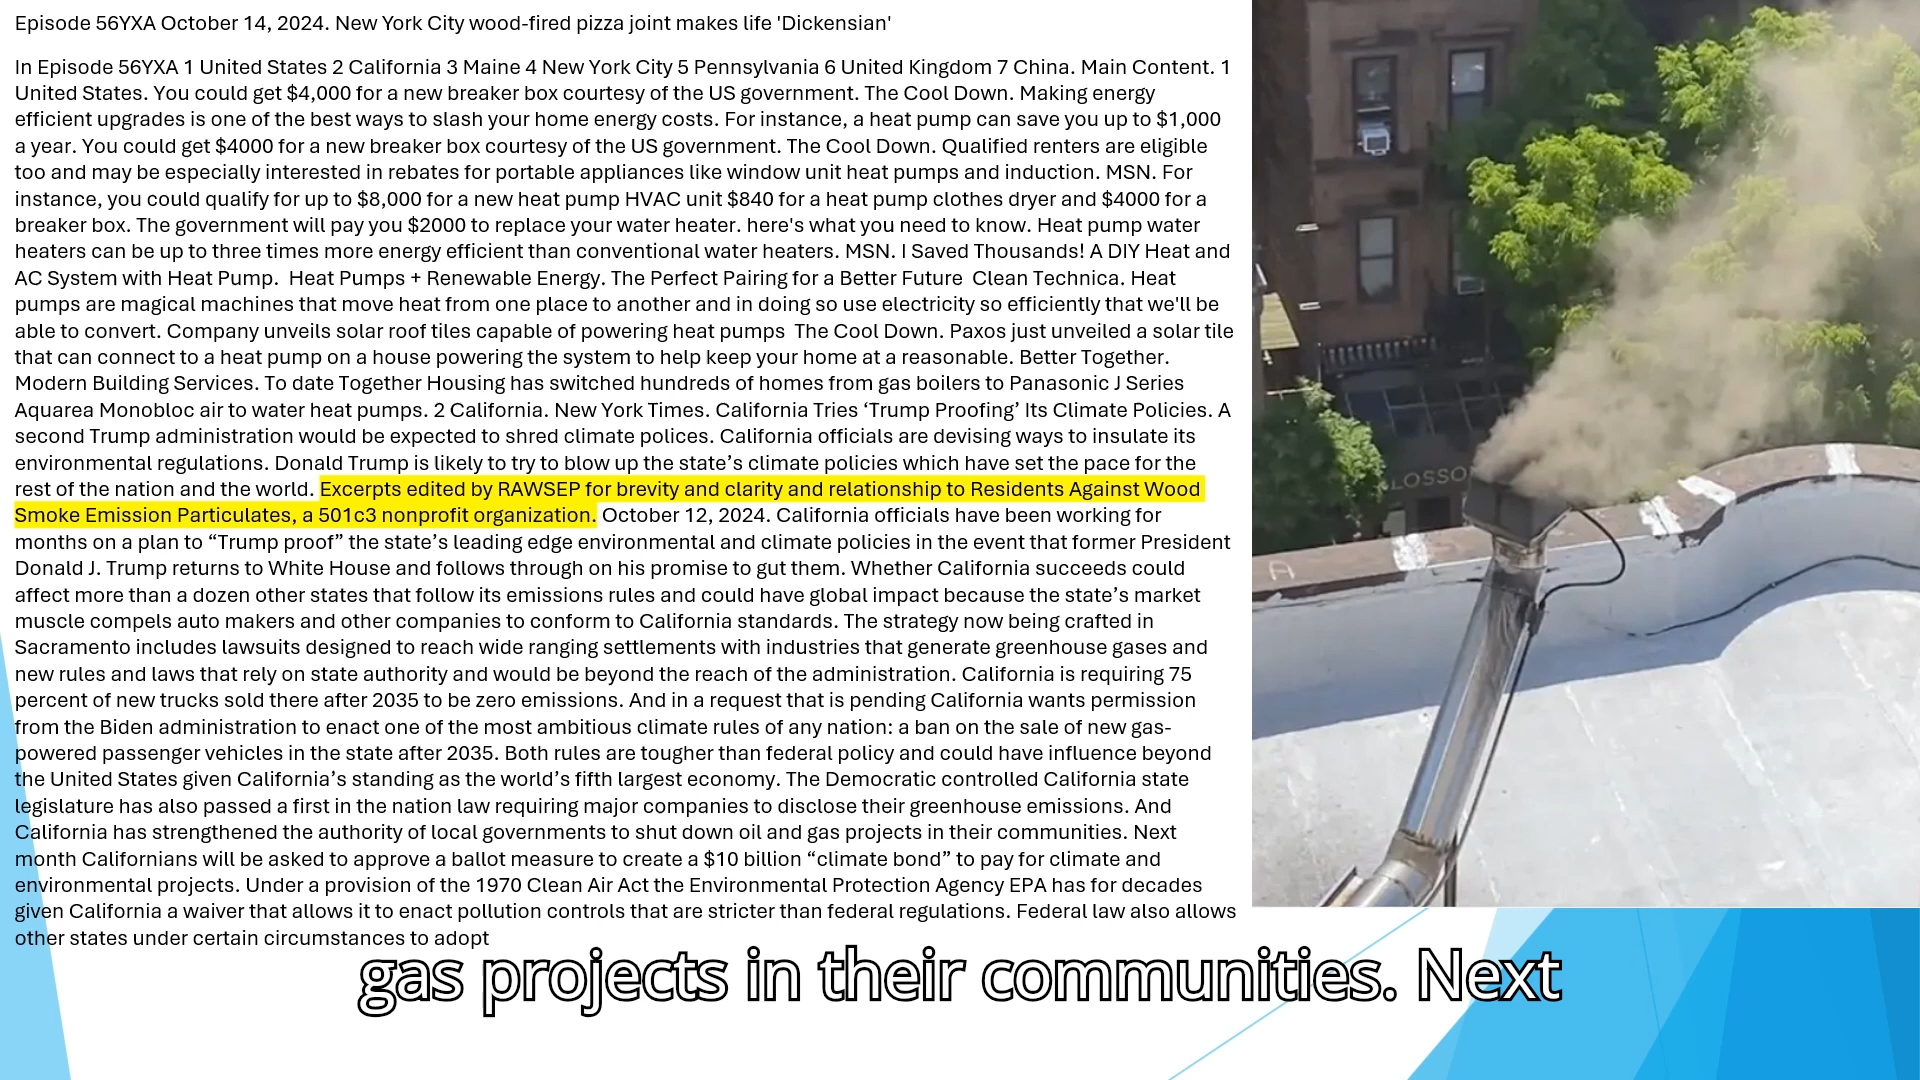 Episode 56YXA October 14, 2024. New York City wood-fired pizza joint makes life 'Dickensian'
In Episode 56YXA 1 United States 2 California 3 Maine 4 New York City 5 Pennsylvania 6 United Kingdom 7 China. Main Content. 1
United States. You could get $4,000 for a new breaker box courtesy of the US government. The Cool Down. Making energy
efficient upgrades is one of the best ways to slash your home energy costs. For instance, a heat pump can save you up to $1,000
a year. You could get $4000 for a new breaker box courtesy of the US government. The Cool Down. Qualified renters are eligible
too and may be especially interested in rebates for portable appliances like window unit heat pumps and induction. MSN. For
instance, you could qualify for up to $8,000 for a new heat pump HVAC unit $840 for a heat pump clothes dryer and $4000 for a
breaker box. The government will pay you $2000 to replace your water heater. here's what you need to know. Heat pump water
heaters can be up to three times more energy efficient than conventional water heaters. MSN. I Saved Thousands! A DIY Heat and
AC System with Heat Pump.  Heat Pumps + Renewable Energy. The Perfect Pairing for a Better Future  Clean Technica. Heat
pumps are magical machines that move heat from one place to another and in doing so use electricity so efficiently that we'll be
able to convert. Company unveils solar roof tiles capable of powering heat pumps  The Cool Down. Paxos just unveiled a solar tile
that can connect to a heat pump on a house powering the system to help keep your home at a reasonable. Better Together.
Modern Building Services. To date Together Housing has switched hundreds of homes from gas boilers to Panasonic J Series
Aquarea Monobloc air to water heat pumps. 2 California. New York Times. California Tries ‘Trump Proofing’ Its Climate Policies. A
second Trump administration would be expected to shred climate polices. California officials are devising ways to insulate its
environmental regulations. Donald Trump is likely to try to blow up the state’s climate policies which have set the pace for the
rest of the nation and the world. Excerpts edited by RAWSEP for brevity and clarity and relationship to Residents Against Wood
Smoke Emission Particulates, a 501c3 nonprofit organization. October 12, 2024. California officials have been working for
months on a plan to “Trump proof” the state’s leading edge environmental and climate policies in the event that former President
Donald J. Trump returns to White House and follows through on his promise to gut them. Whether California succeeds could
affect more than a dozen other states that follow its emissions rules and could have global impact because the state’s market
muscle compels auto makers and other companies to conform to California standards. The strategy now being crafted in
Sacramento includes lawsuits designed to reach wide ranging settlements with industries that generate greenhouse gases and
new rules and laws that rely on state authority and would be beyond the reach of the administration. California is requiring 75
percent of new trucks sold there after 2035 to be zero emissions. And in a request that is pending California wants permission
from the Biden administration to enact one of the most ambitious climate rules of any nation: a ban on the sale of new gas-
powered passenger vehicles in the state after 2035. Both rules are tougher than federal policy and could have influence beyond
the United States given California’s standing as the world’s fifth largest economy. The Democratic controlled California state
legislature has also passed a first in the nation law requiring major companies to disclose their greenhouse emissions. And
California has strengthened the authority of local governments to shut down oil and gas projects in their communities. Next
month Californians will be asked to approve a ballot measure to create a $10 billion “climate bond” to pay for climate and
environmental projects. Under a provision of the 1970 Clean Air Act the Environmental Protection Agency EPA has for decades
given California a waiver that allows it to enact pollution controls that are stricter than federal regulations. Federal law also allows
other states under certain circumstances to adopt
gas projects in their communities. Next